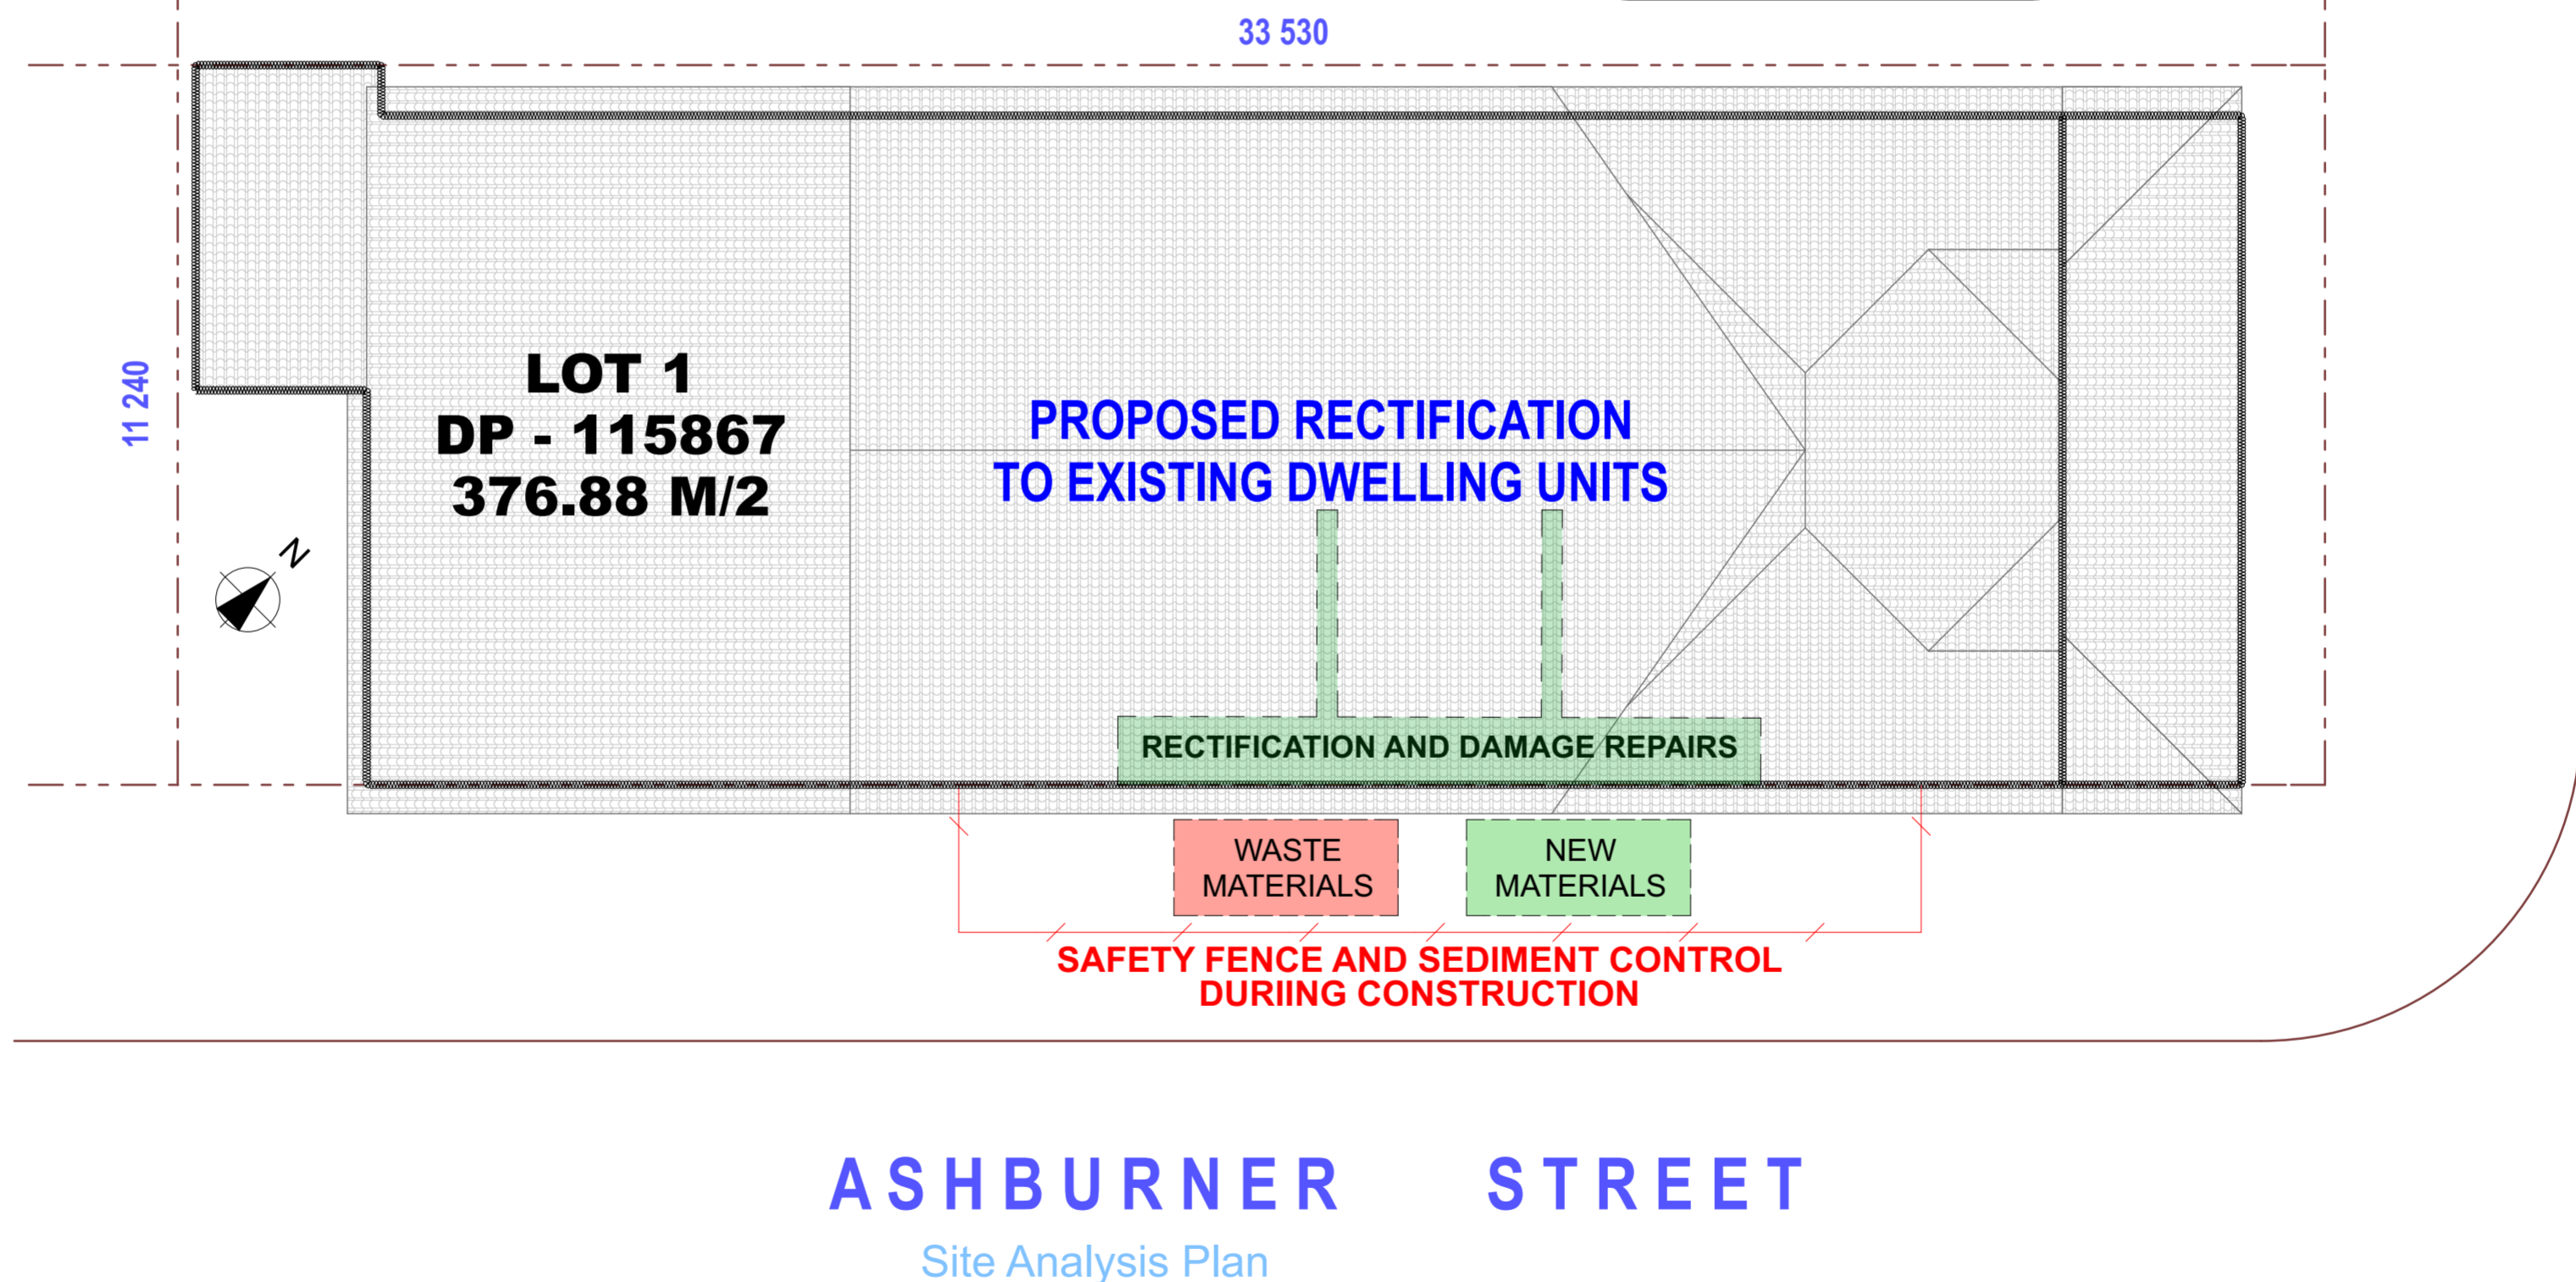 33 530
11 240
LOT 1
DP - 115867
376.88 M/2
N
PROPOSED RECTIFICATION
TO EXISTING DWELLING UNITS
RECTIFICATION AND DAMAGE REPAIRS
WASTE
MATERIALS
NEW
MATERIALS
SAFETY FENCE AND SEDIMENT CONTROL
DURIING CONSTRUCTION
ASHBURNER STREET
Site Analysis Plan